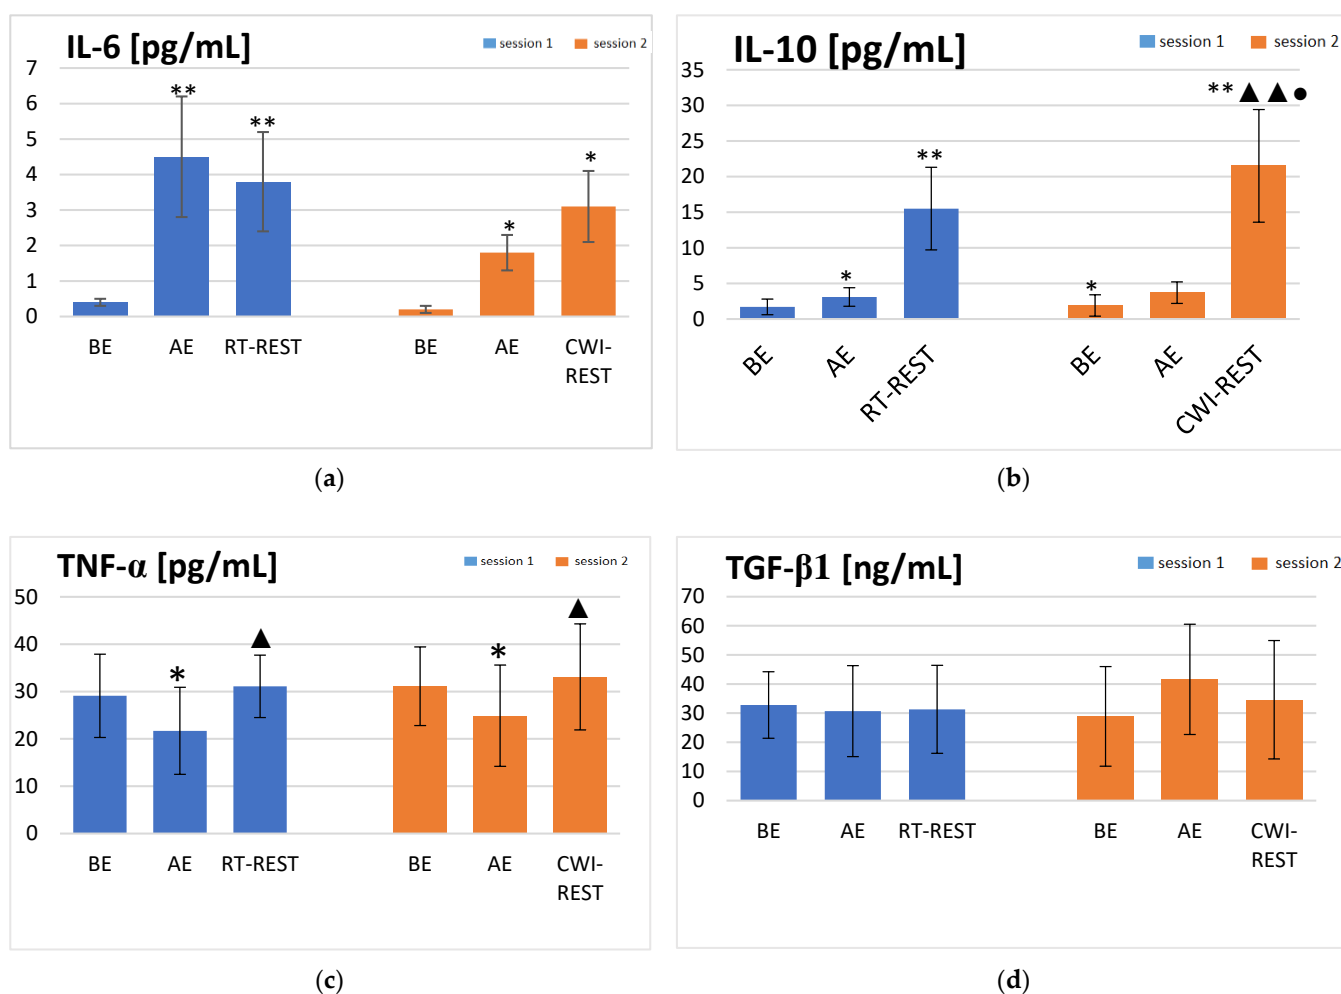 IL-6 [pg/mL]
session 1 session 2
7
6
5
4
3
2
1
0
** ** * *
BE AE RT-REST BE AE CWI-
REST
(a)
IL-10 [pg/mL]
session 1 session 2
35
30
25
20
15
10
5
0
* ** * **▲▲●
BE AE RT-REST BE AE CWI-REST
(b)
TNF-α [pg/mL]
session 1 session 2
50
40
30
20
10
0
* ▲ * ▲
BE AE RT-REST BE AE CWI-
REST
(c)
TGF-β1 [ng/mL]
session 1 session 2
70
60
50
40
30
20
10
0
BE AE RT-REST BE AE CWI-
REST
(d)